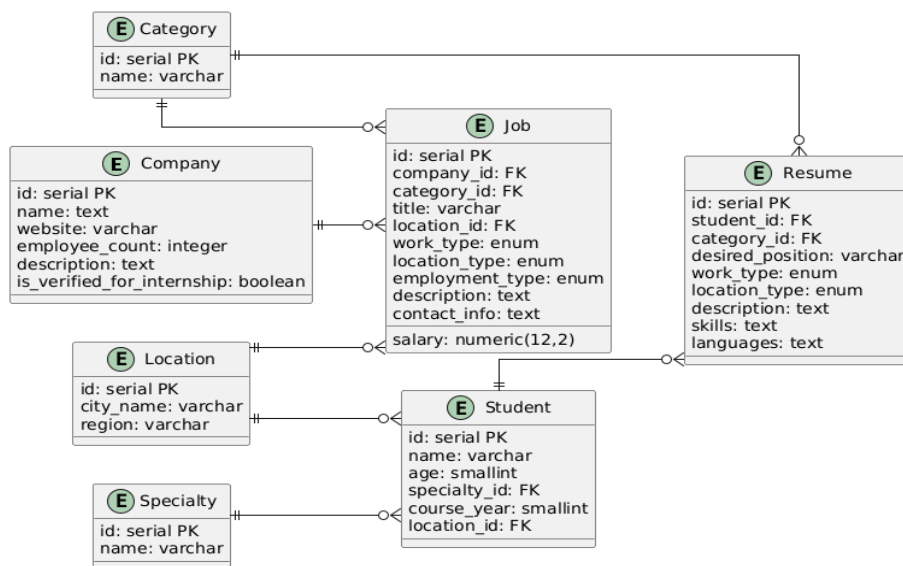 E Category
id: serial PK
name: varchar
E Job
id: serial PK
company_id: FK
category_id: FK
title: varchar
location_id: FK
work_type: enum
location_type: enum
employment_type: enum
description: text
contact_info: text
salary: numeric(12,2)
E Company
id: serial PK
name: text
website: varchar
employee_count: integer
description: text
is_verified_for_internship: boolean
E Resume
id: serial PK
student_id: FK
category_id: FK
desired_position: varchar
work_type: enum
location_type: enum
description: text
skills: text
languages: text
E Location
id: serial PK
city_name: varchar
region: varchar
E Student
id: serial PK
name: varchar
age: smallint
specialty_id: FK
course_year: smallint
location_id: FK
E Specialty
id: serial PK
name: varchar